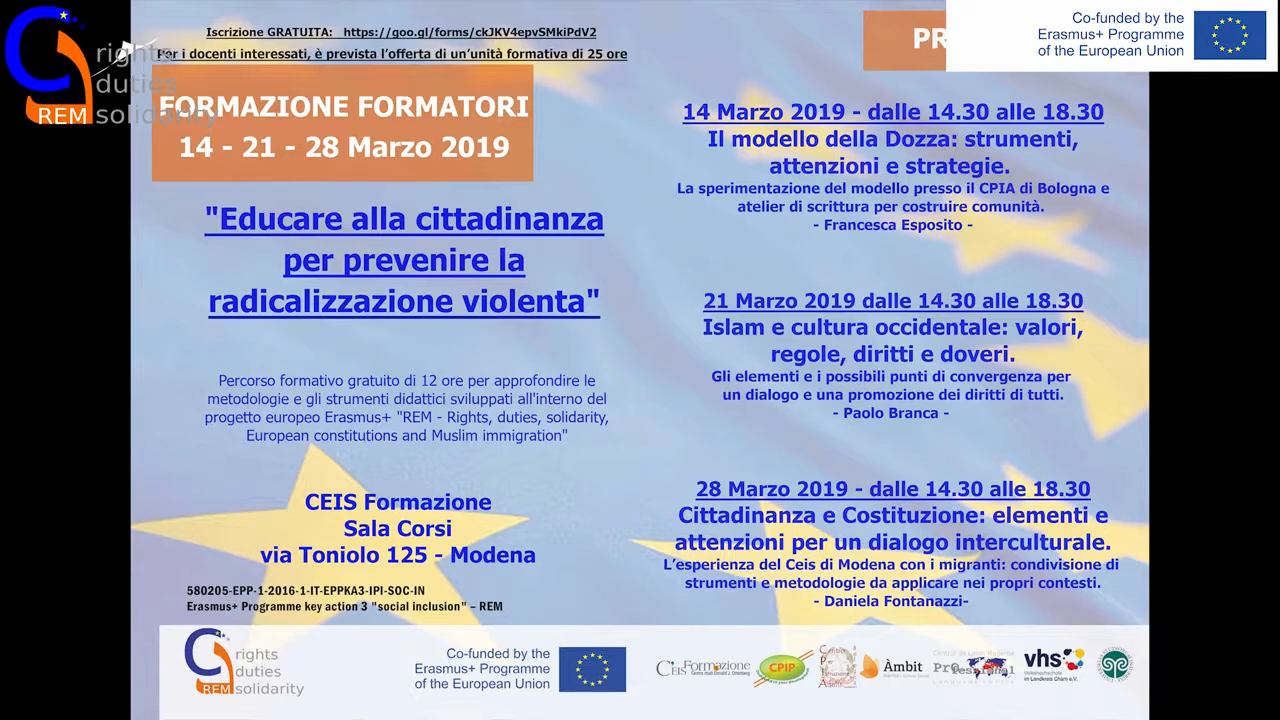 Iscrizione GRATUITA: https://goo.gl/forms/ckJKV4epvSMkiPdV2
Per i docenti interessati, è prevista l'offerta di un'unità formativa di 25 ore
rights
duties
solidarity
REM
FORMAZIONE FORMATORI
14 - 21 - 28 Marzo 2019
"Educare alla cittadinanza
per prevenire la
radicalizzazione violenta"
Percorso formativo gratuito di 12 ore per approfondire le
metodologie e gli strumenti didattici sviluppati all'interno del
progetto europeo Erasmus+ "REM - Rights, duties, solidarity,
European constitutions and Muslim immigration"
CEIS Formazione
Sala Corsi
via Toniolo 125 - Modena
580205-EPP-1-2016-1-IT-EPPKA3-IPI-SOC-IN
Erasmus+ Programme key action 3 "social inclusion" – REM
PR
Co-funded by the
Erasmus+ Programme
of the European Union
14 Marzo 2019 - dalle 14.30 alle 18.30
Il modello della Dozza: strumenti,
attenzioni e strategie.
La sperimentazione del modello presso il CPIA di Bologna e
atelier di scrittura per costruire comunità.
- Francesca Esposito -
21 Marzo 2019 dalle 14.30 alle 18.30
Islam e cultura occidentale: valori,
regole, diritti e doveri.
Gli elementi e i possibili punti di convergenza per
un dialogo e una promozione dei diritti di tutti.
- Paolo Branca -
28 Marzo 2019 - dalle 14.30 alle 18.30
Cittadinanza e Costituzione: elementi e
attenzioni per un dialogo interculturale.
L'esperienza del Ceis di Modena con i migranti: condivisione di
strumenti e metodologie da applicare nei propri contesti.
- Daniela Fontanazzi-
rights
duties
REM solidarity
Co-funded by the
Erasmus+ Programme
of the European Union
CEIS Formazione
CPIP
Àmbit
vhs
Volkshochschule
im Landkreis Cham e.V.